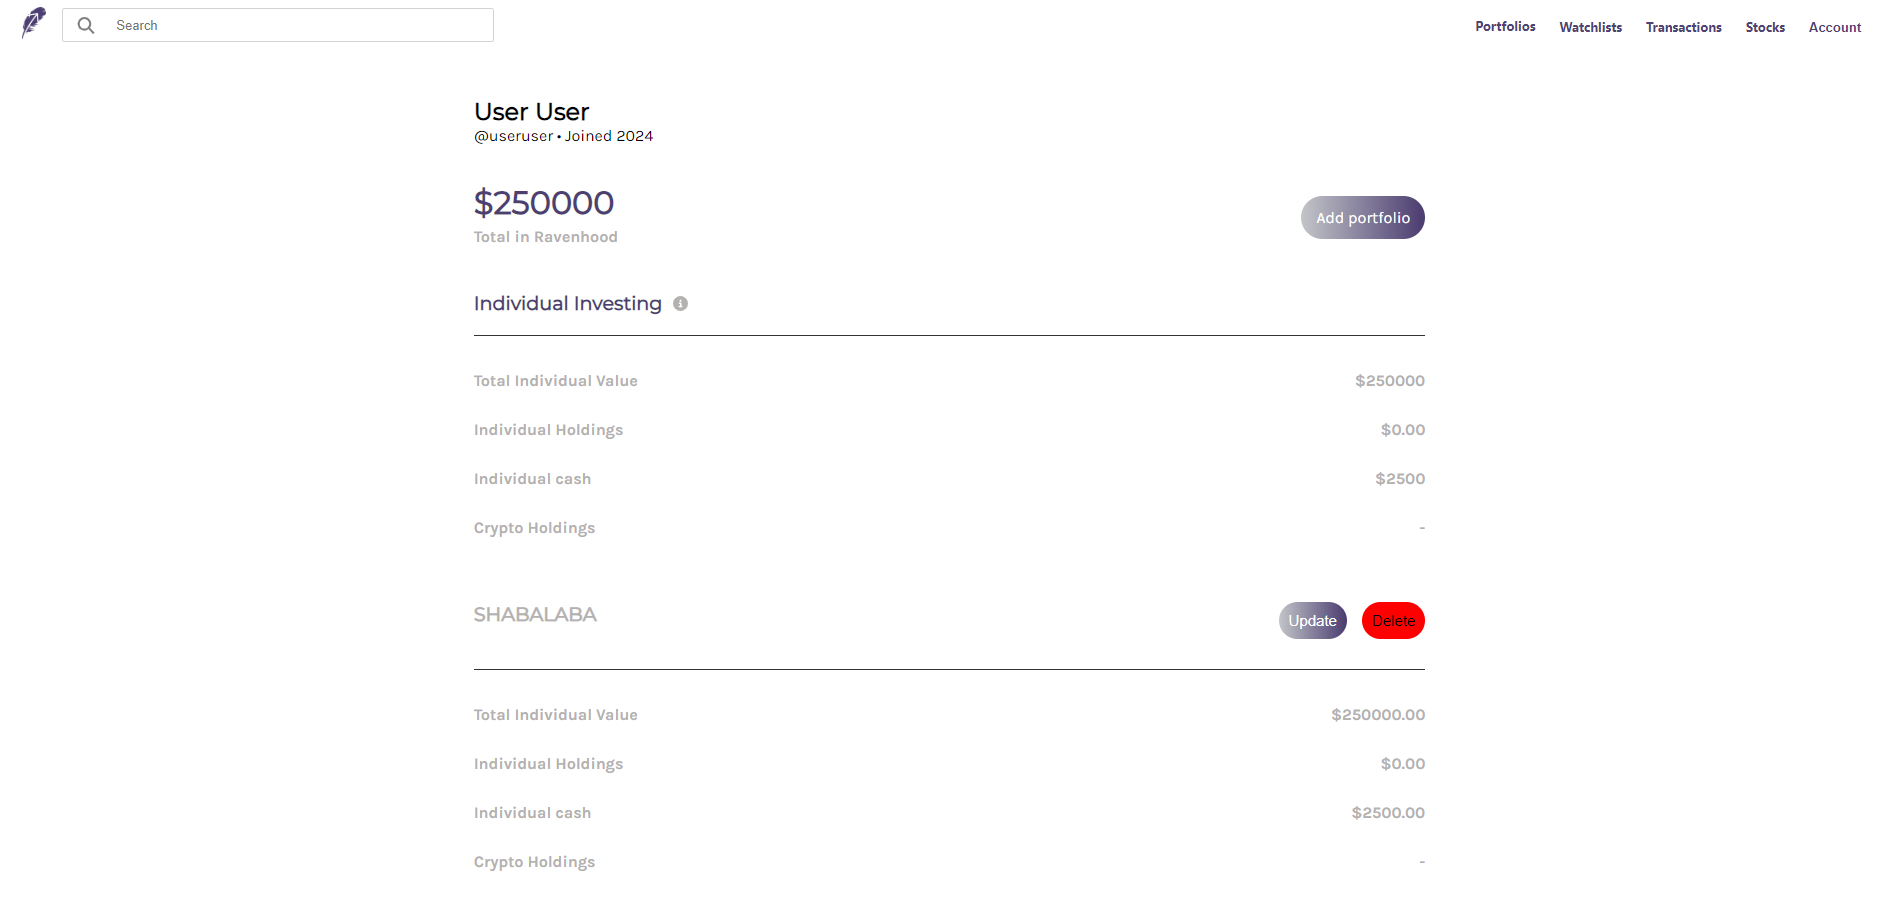 Search
Portfolios Watchlists Transactions Stocks Account
User User
@useruser • Joined 2024
$250000
Total in Ravenhood
Add portfolio
Individual Investing
Total Individual Value $250000
Individual Holdings $0.00
Individual cash $2500
Crypto Holdings -
SHABALABA Update Delete
Total Individual Value $250000.00
Individual Holdings $0.00
Individual cash $2500.00
Crypto Holdings -